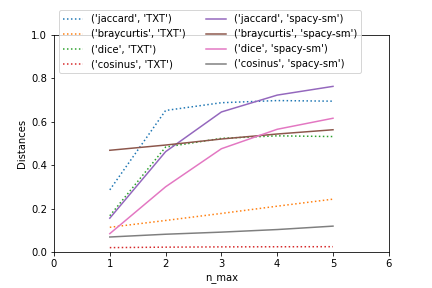 ('jaccard', 'TXT') ('jaccard', 'spacy-sm')
('braycurtis', 'TXT') ('braycurtis', 'spacy-sm')
('dice', 'TXT') ('dice', 'spacy-sm')
('cosinus', 'TXT') ('cosinus', 'spacy-sm')
1.0
0.8
0.6
0.4
0.2
0.0
Distances
0 1 2 3 4 5 6
n_max